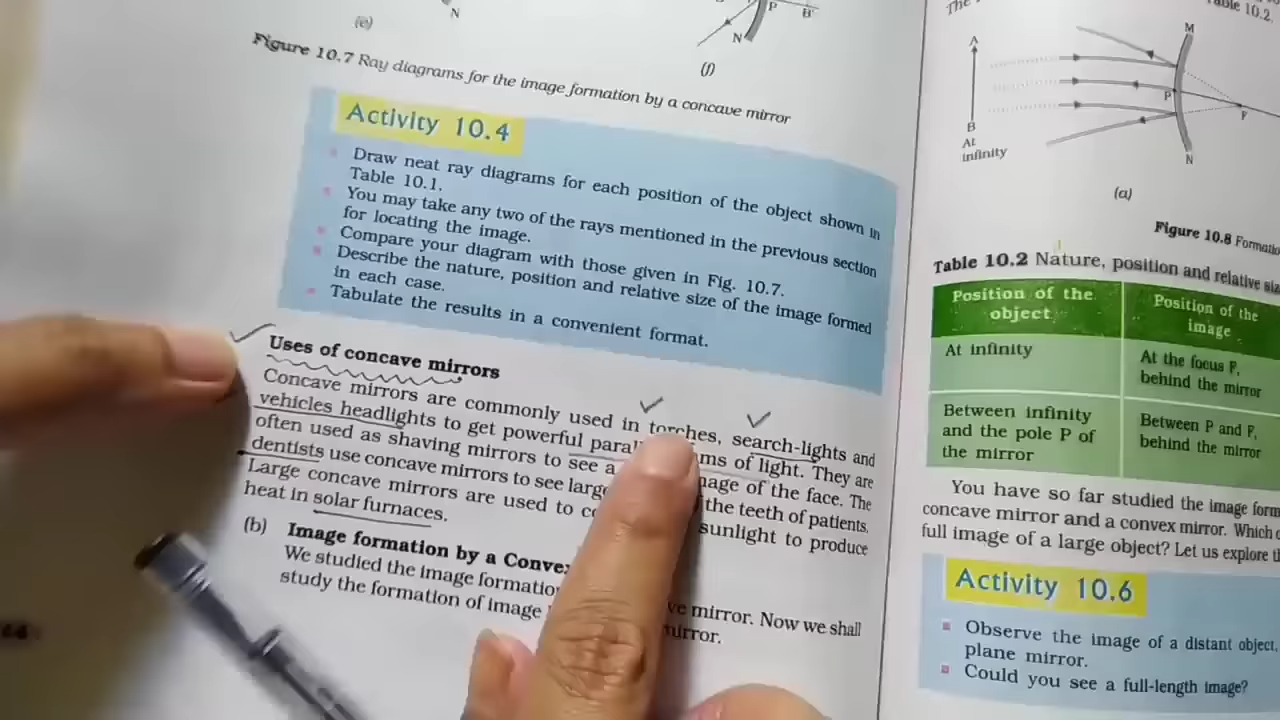 (e)
N
P
B'
N
(f)
Figure 10.7 Ray diagrams for the image formation by a concave mirror
Activity 10.4
Draw neat ray diagrams for each position of the object shown in
Table 10.1.
You may take any two of the rays mentioned in the previous section
for locating the image.
Compare your diagram with those given in Fig. 10.7.
Describe the nature, position and relative size of the image formed
in each case.
Tabulate the results in a convenient format.
Uses of concave mirrors
Concave mirrors are commonly used in torches, search-lights and
vehicles headlights to get powerful of light. They are
often used as shaving mirrors to see a of the face. The
dentists use concave mirrors to see the teeth of patients.
Large concave mirrors are used to sunlight to produce
heat in solar furnaces.
(b) Image formation by a
We studied the image mirror. Now we shall
study the formation of image
The
10.2.
A
B
At
infinity
M
P
F
N
(a)
Figure 10.8
Table 10.2 Nature, position and relative
Position of the
object
Position of the
image
At infinity
At the focus F,
behind the mirror
Between infinity
and the pole P of
the mirror
Between P and F,
behind the mirror
You have so far studied the image
concave mirror and a convex mirror. Which
full image of a large object? Let us explore
Activity 10.6
Observe the image of a distant object,
plane mirror.
Could you see a full-length image?